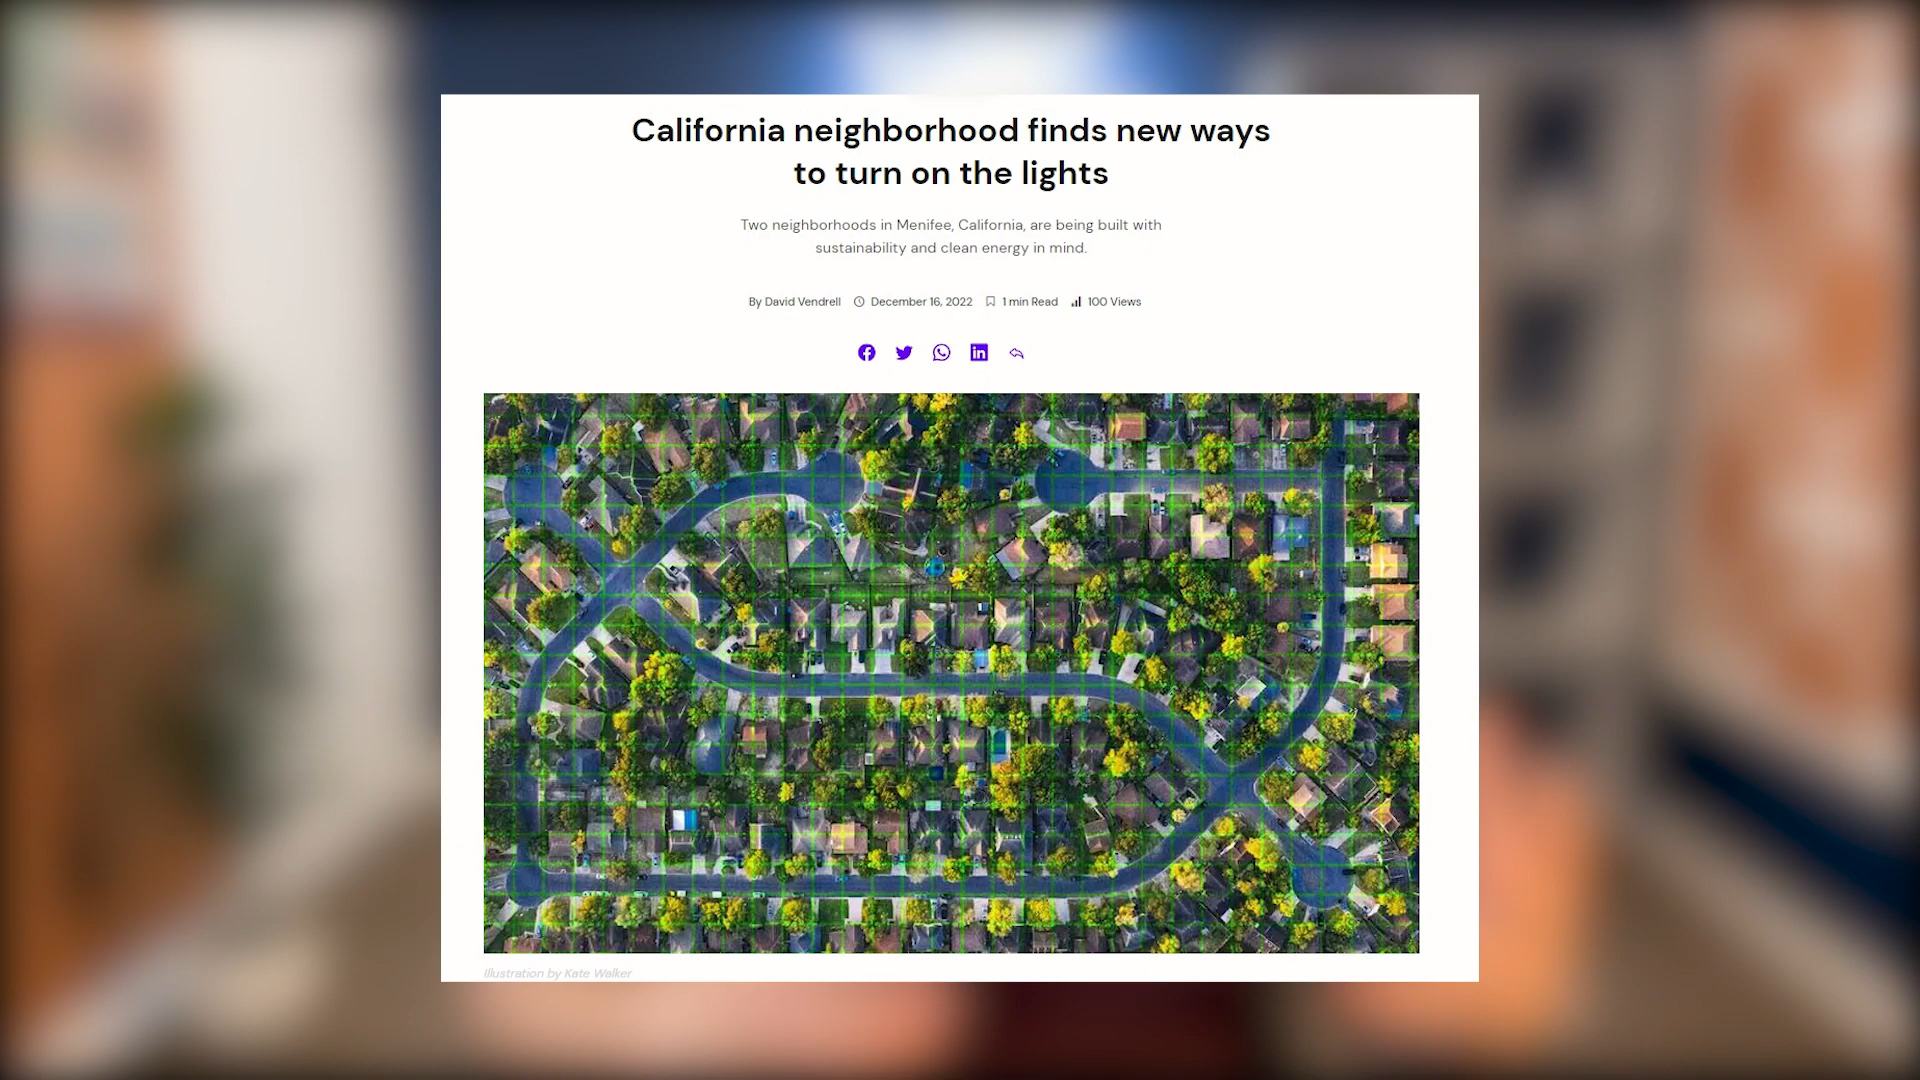 California neighborhood finds new ways
to turn on the lights
Two neighborhoods in Menifee, California, are being built with
sustainability and clean energy in mind.
By David Vendrell December 16, 2022 1 min Read 100 Views
Illustration by Kate Walker